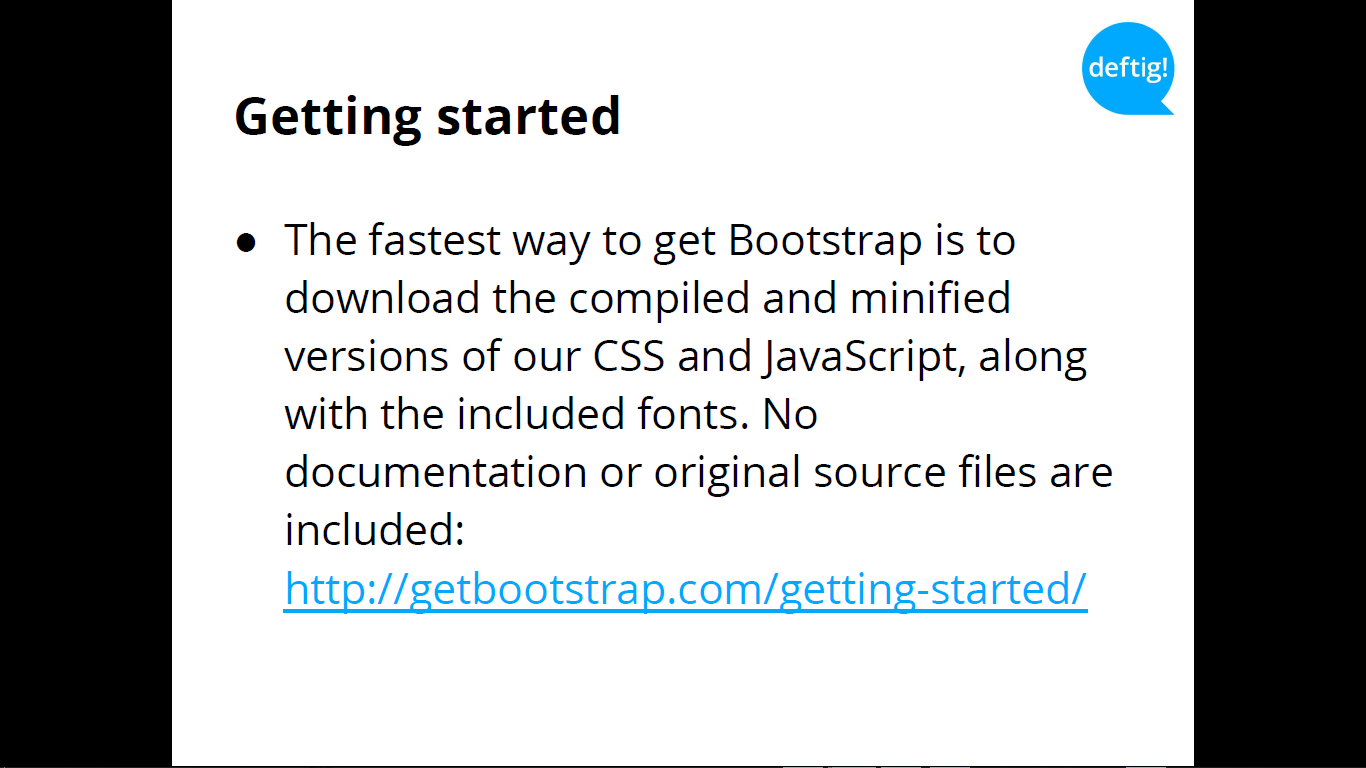 deftig!
Getting started
● The fastest way to get Bootstrap is to
download the compiled and minified
versions of our CSS and JavaScript, along
with the included fonts. No
documentation or original source files are
included:
http://getbootstrap.com/getting-started/